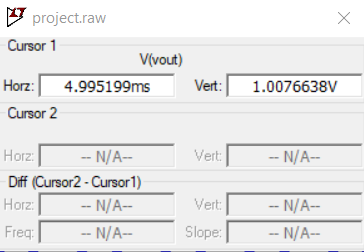 project.raw
Cursor 1
V(vout)
Horz: 4.995199ms Vert: 1.0076638V
Cursor 2
Horz: -- N/A-- Vert: -- N/A--
Diff (Cursor2 - Cursor1)
Horz: -- N/A-- Vert: -- N/A--
Freq: -- N/A-- Slope: -- N/A--